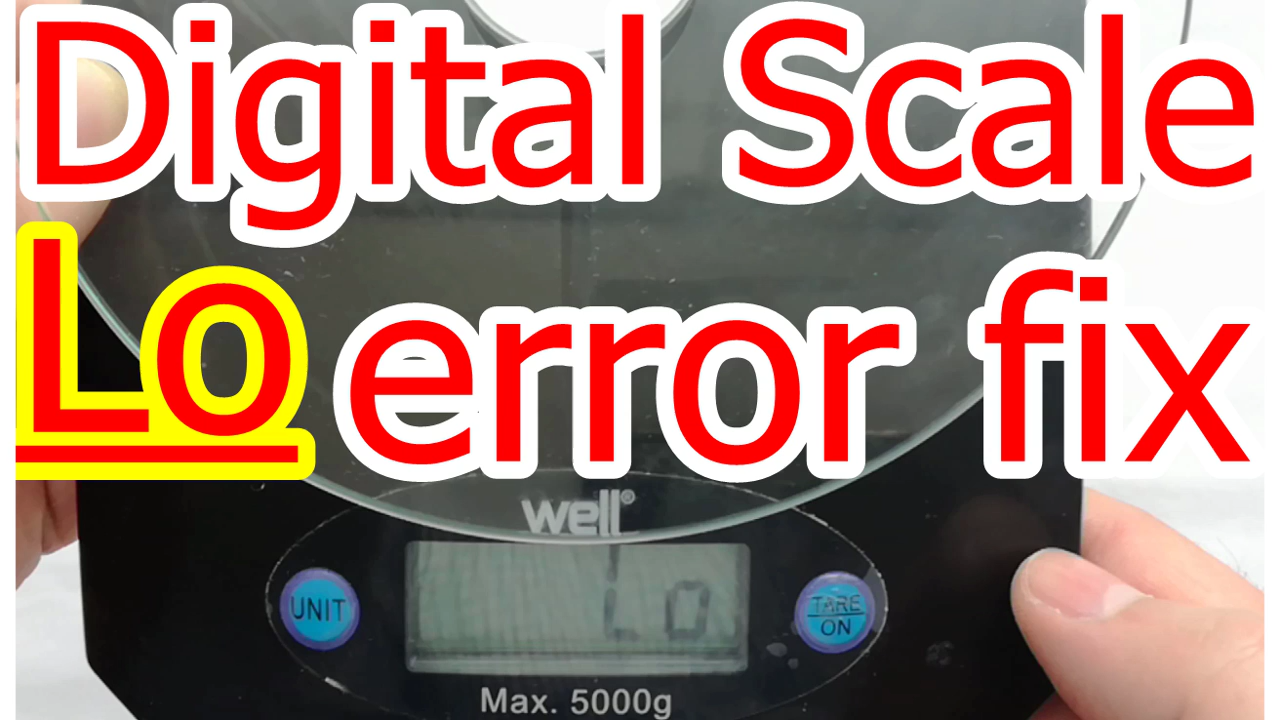 Digital Scale
Lo error fix
well®
UNIT
Lo
TARE
ON
Max. 5000g